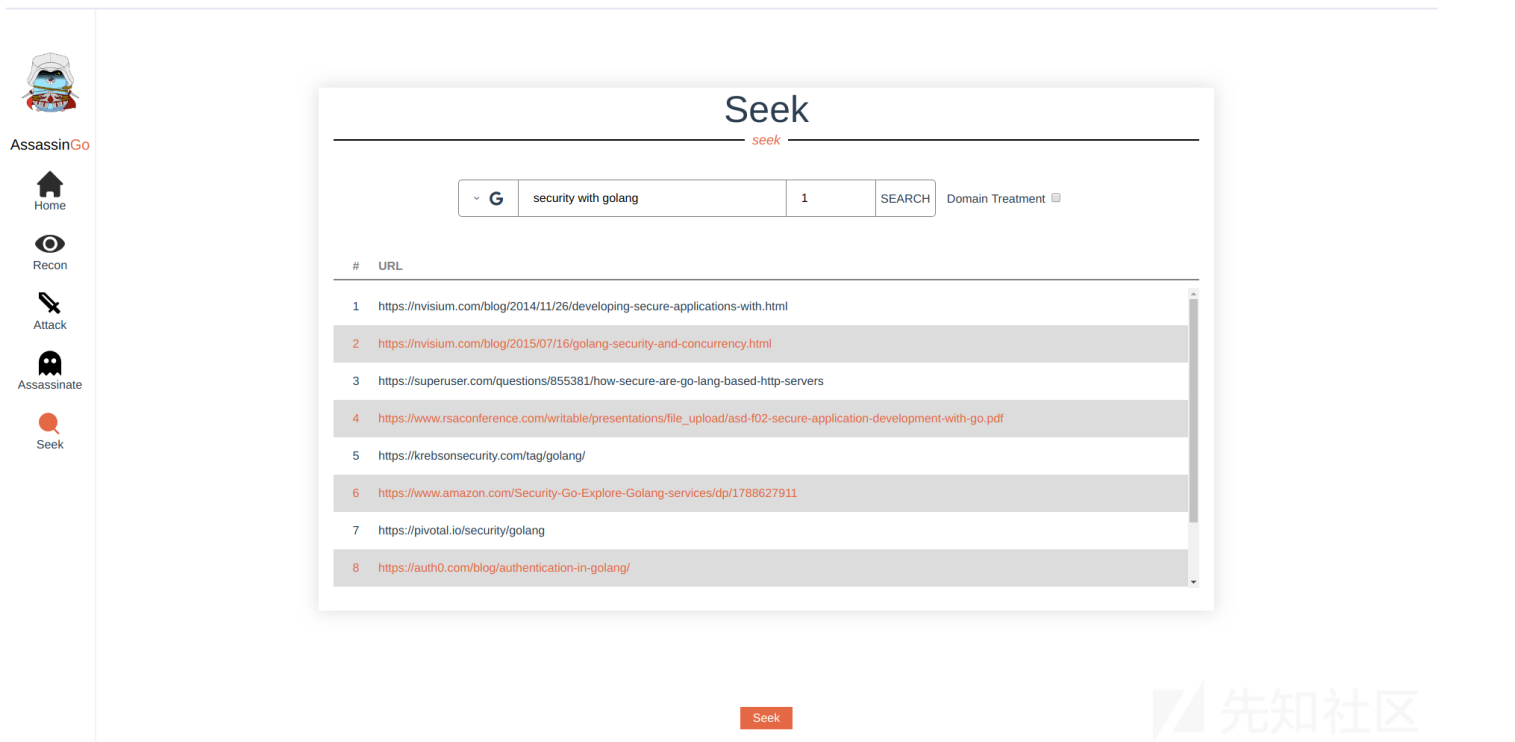 AssassinGo
Home
Recon
Attack
Assassinate
Seek
Seek
seek
G security with golang 1 SEARCH Domain Treatment
# URL
1 https://nvisium.com/blog/2014/11/26/developing-secure-applications-with.html
2 https://nvisium.com/blog/2015/07/16/golang-security-and-concurrency.html
3 https://superuser.com/questions/855381/how-secure-are-go-lang-based-http-servers
4 https://www.rsaconference.com/writable/presentations/file_upload/asd-f02-secure-application-development-with-go.pdf
5 https://krebsonsecurity.com/tag/golang/
6 https://www.amazon.com/Security-Go-Explore-Golang-services/dp/1788627911
7 https://pivotal.io/security/golang
8 https://auth0.com/blog/authentication-in-golang/
Seek
先知社区